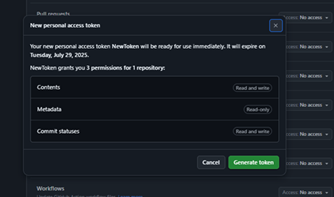 Pull requests
Access: No access
New personal access token
Your new personal access token NewToken will be ready for use immediately. It will expire on
Tuesday, July 29, 2025.
NewToken grants you 3 permissions for 1 repository:
Contents
Read and write
Metadata
Read-only
Commit statuses
Read and write
Cancel
Generate token
Access: No access
Access: No access
Access: No access
Access: No access
Workflows
Access: No access